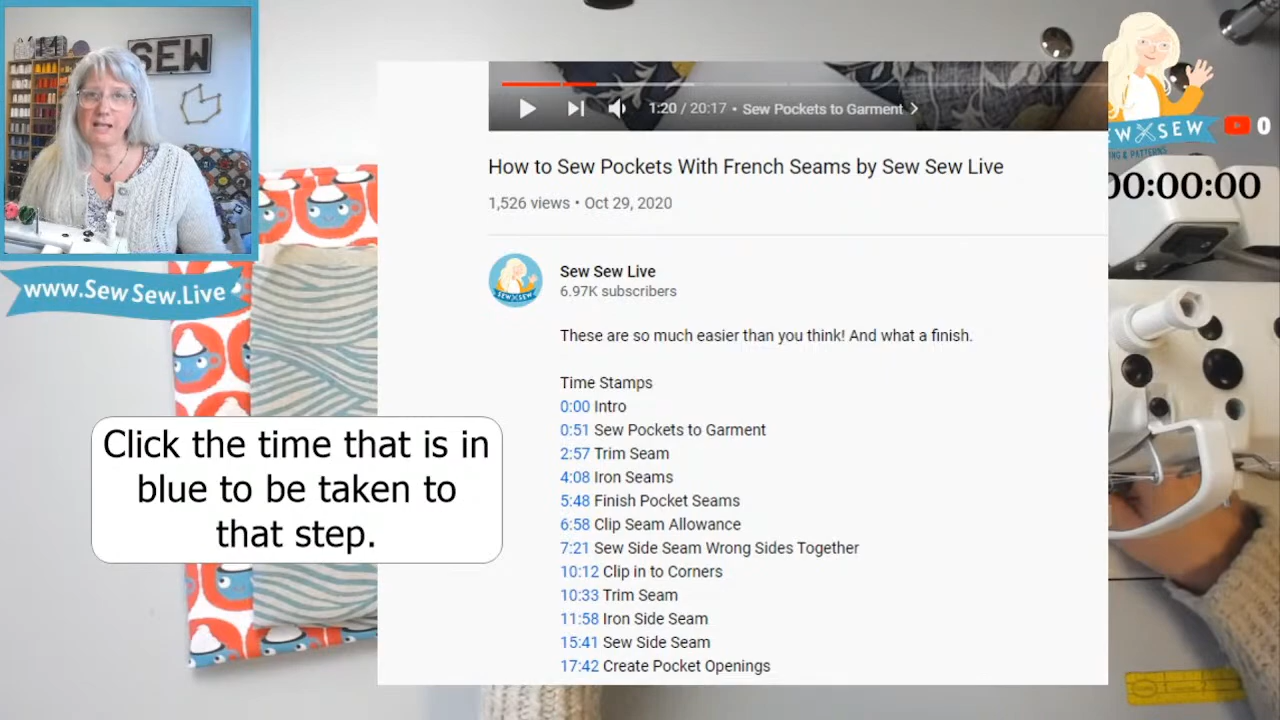 SEW
www.SewSew.Live
1:20 / 20:17 • Sew Pockets to Garment >
How to Sew Pockets With French Seams by Sew Sew Live
1,526 views • Oct 29, 2020
Sew Sew Live
6.97K subscribers
These are so much easier than you think! And what a finish.
Time Stamps
0:00 Intro
0:51 Sew Pockets to Garment
2:57 Trim Seam
4:08 Iron Seams
5:48 Finish Pocket Seams
6:58 Clip Seam Allowance
7:21 Sew Side Seam Wrong Sides Together
10:12 Clip in to Corners
10:33 Trim Seam
11:58 Iron Side Seam
15:41 Sew Side Seam
17:42 Create Pocket Openings
Click the time that is in
blue to be taken to
that step.
SEW
0
& PATTERNS
00:00:00